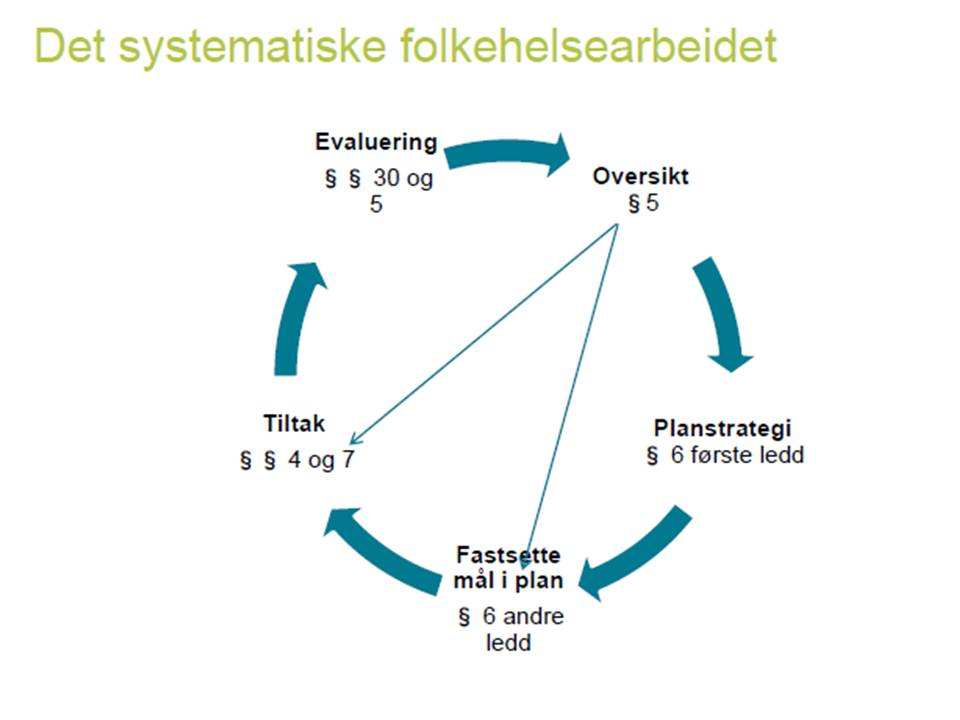 Det systematiske folkehelsearbeidet
Evaluering
§ § 30 og
5
Oversikt
§ 5
Planstrategi
§ 6 første ledd
Fastsette
mål i plan
§ 6 andre
ledd
Tiltak
§ § 4 og 7